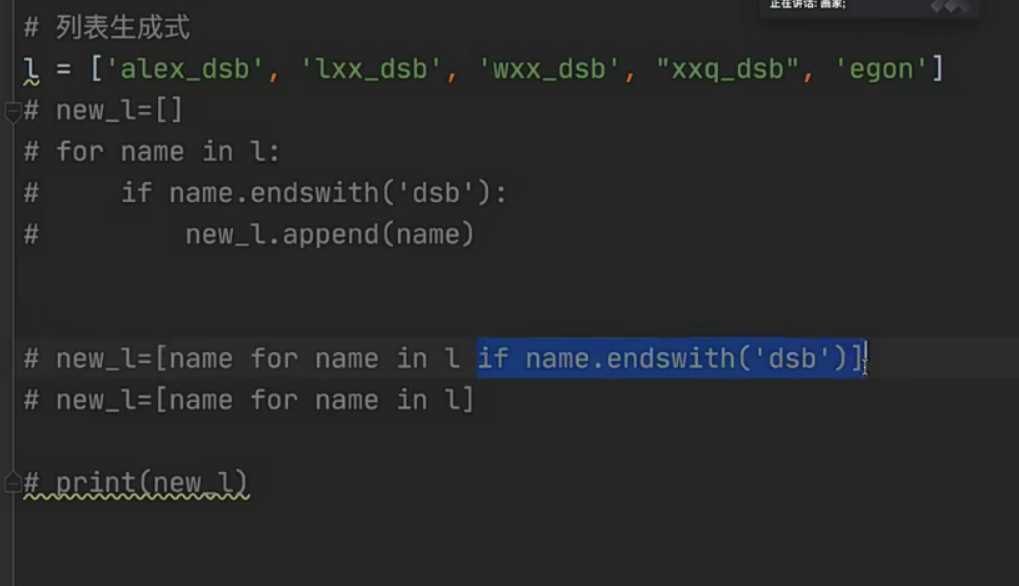 正在讲话: 画家;
# 列表生成式
l = ['alex_dsb', 'lxx_dsb', 'wxx_dsb', "xxq_dsb", 'egon']
# new_l=[]
# for name in l:
#     if name.endswith('dsb'):
#         new_l.append(name)
# new_l=[name for name in l if name.endswith('dsb')]
# new_l=[name for name in l]
# print(new_l)